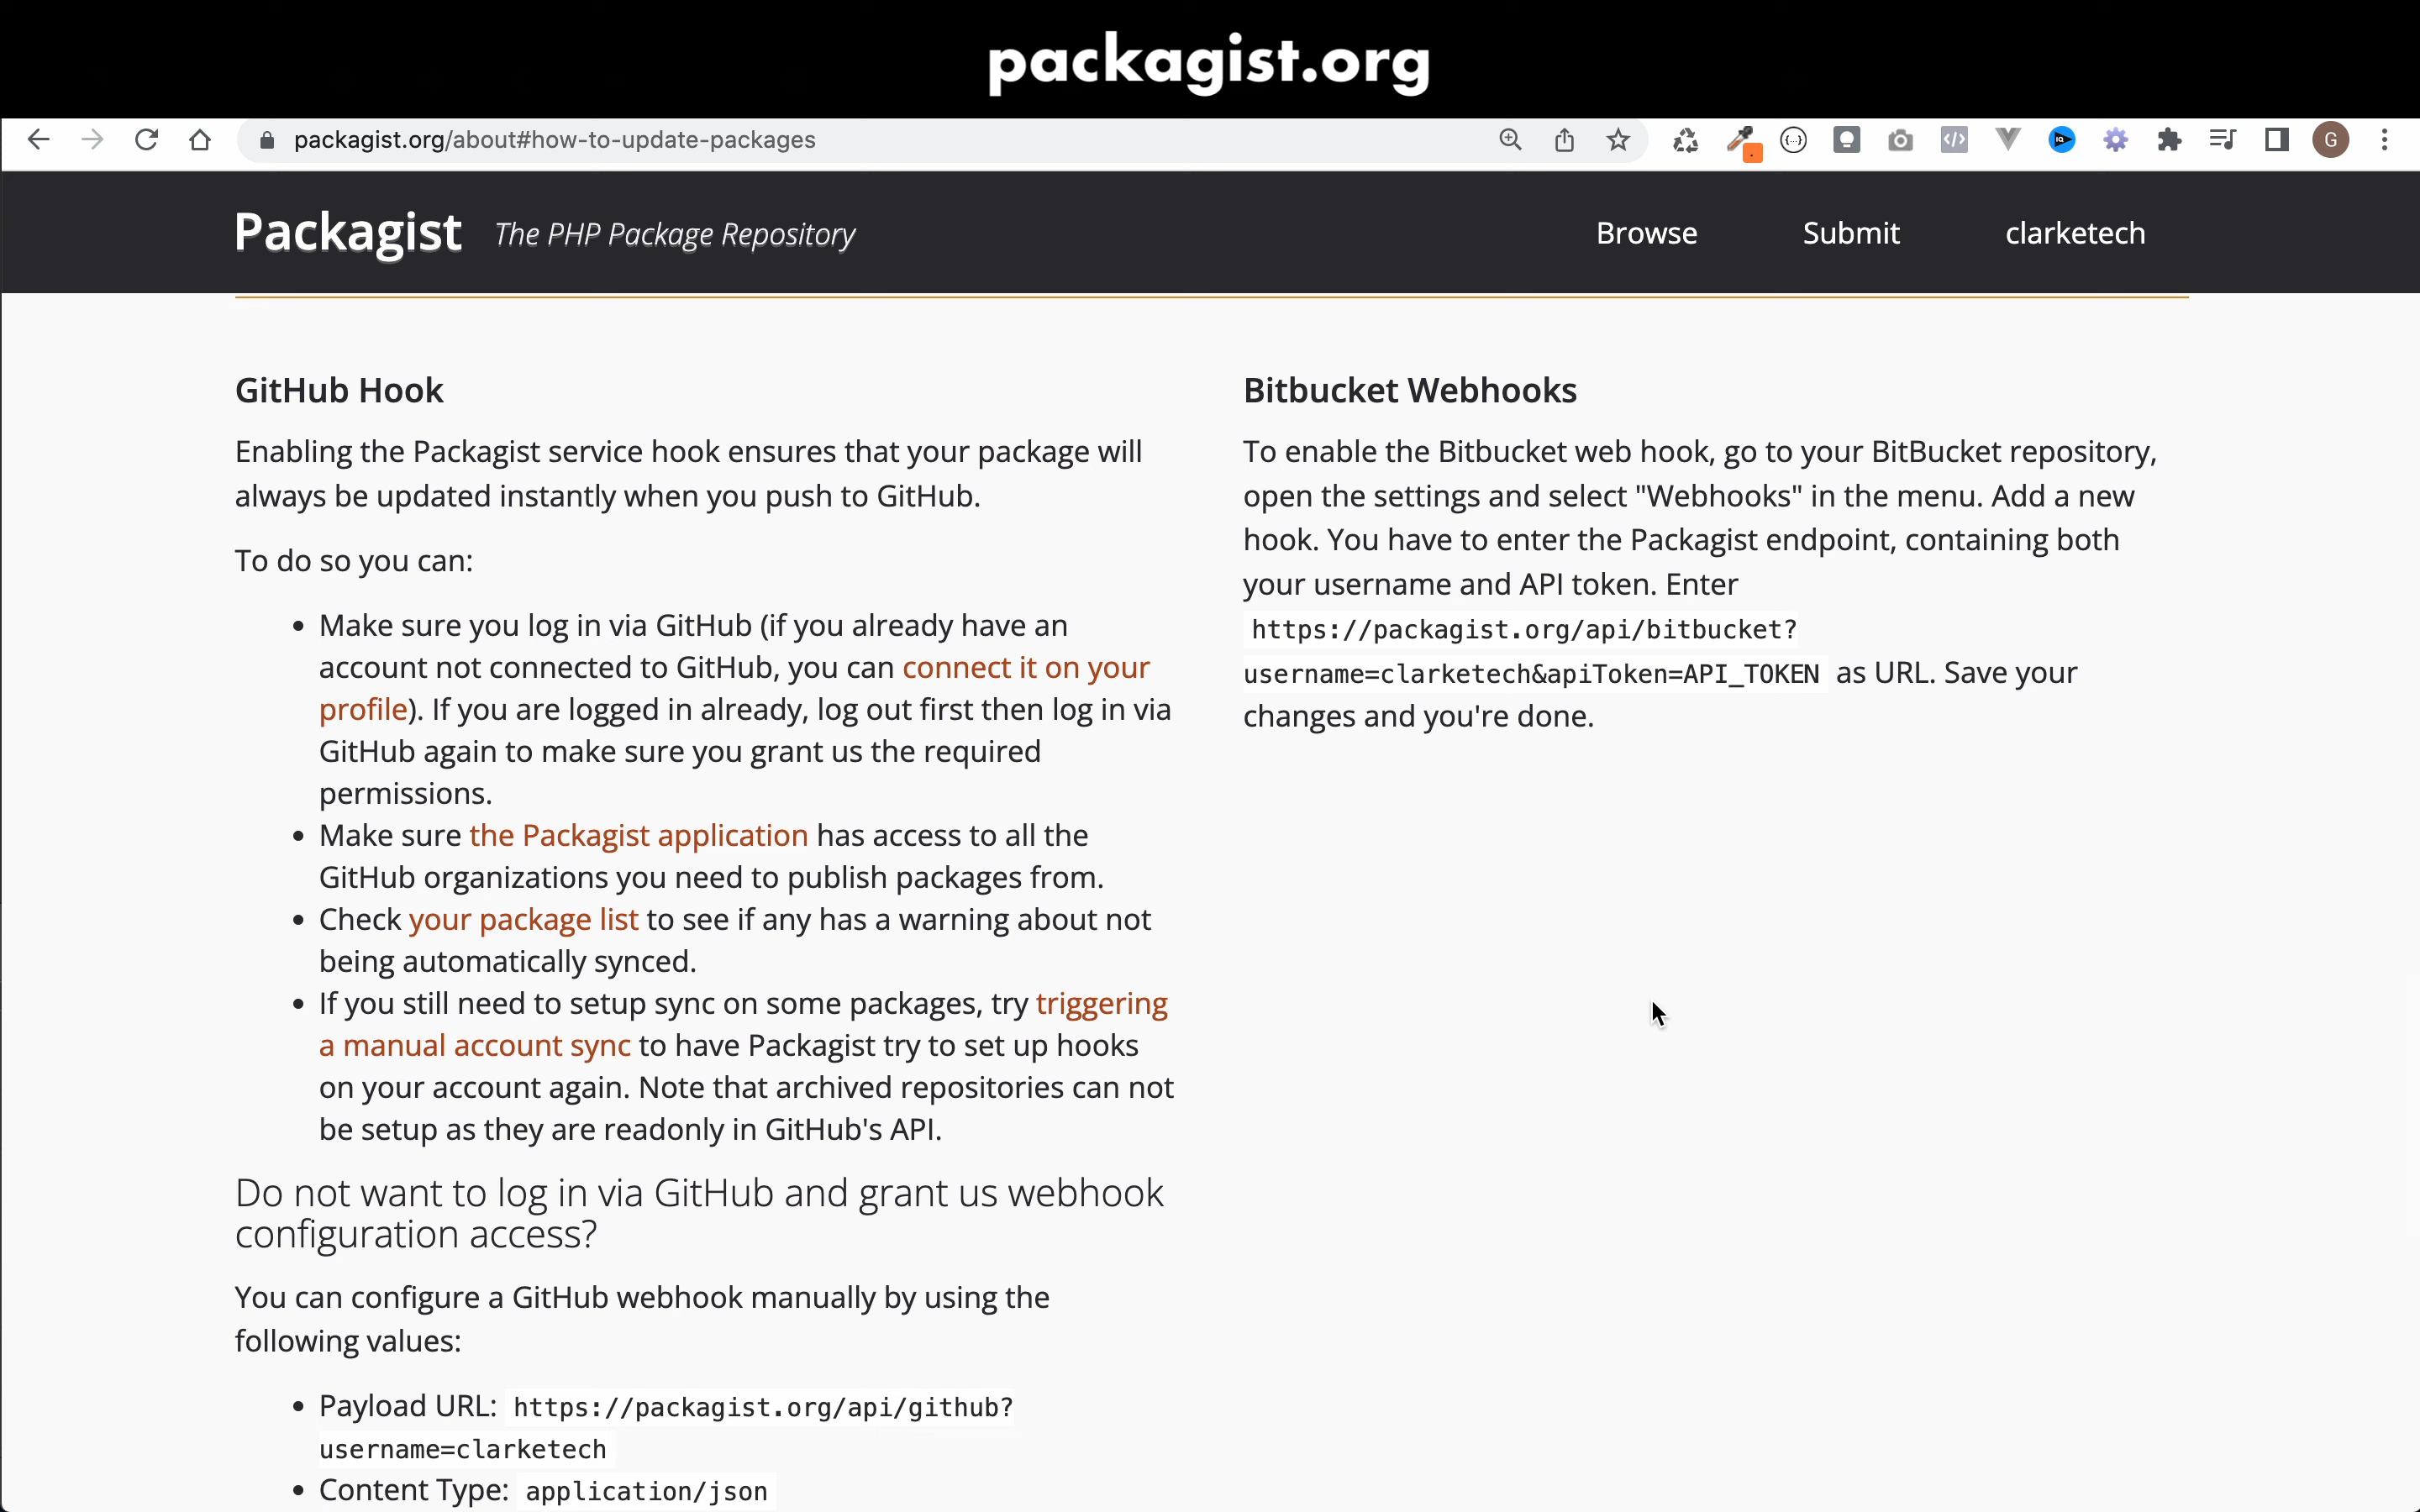 packagist.org
packagist.org/about#how-to-update-packages
G
Packagist The PHP Package Repository
Browse Submit clarketech
GitHub Hook
Enabling the Packagist service hook ensures that your package will
always be updated instantly when you push to GitHub.
To do so you can:
• Make sure you log in via GitHub (if you already have an
account not connected to GitHub, you can connect it on your
profile). If you are logged in already, log out first then log in via
GitHub again to make sure you grant us the required
permissions.
• Make sure the Packagist application has access to all the
GitHub organizations you need to publish packages from.
• Check your package list to see if any has a warning about not
being automatically synced.
• If you still need to setup sync on some packages, try triggering
a manual account sync to have Packagist try to set up hooks
on your account again. Note that archived repositories can not
be setup as they are readonly in GitHub's API.
Do not want to log in via GitHub and grant us webhook
configuration access?
You can configure a GitHub webhook manually by using the
following values:
• Payload URL: https://packagist.org/api/github?
username=clarketech
• Content Type: application/json
Bitbucket Webhooks
To enable the Bitbucket web hook, go to your BitBucket repository,
open the settings and select "Webhooks" in the menu. Add a new
hook. You have to enter the Packagist endpoint, containing both
your username and API token. Enter
https://packagist.org/api/bitbucket?
username=clarketech&apiToken=API_TOKEN as URL. Save your
changes and you're done.